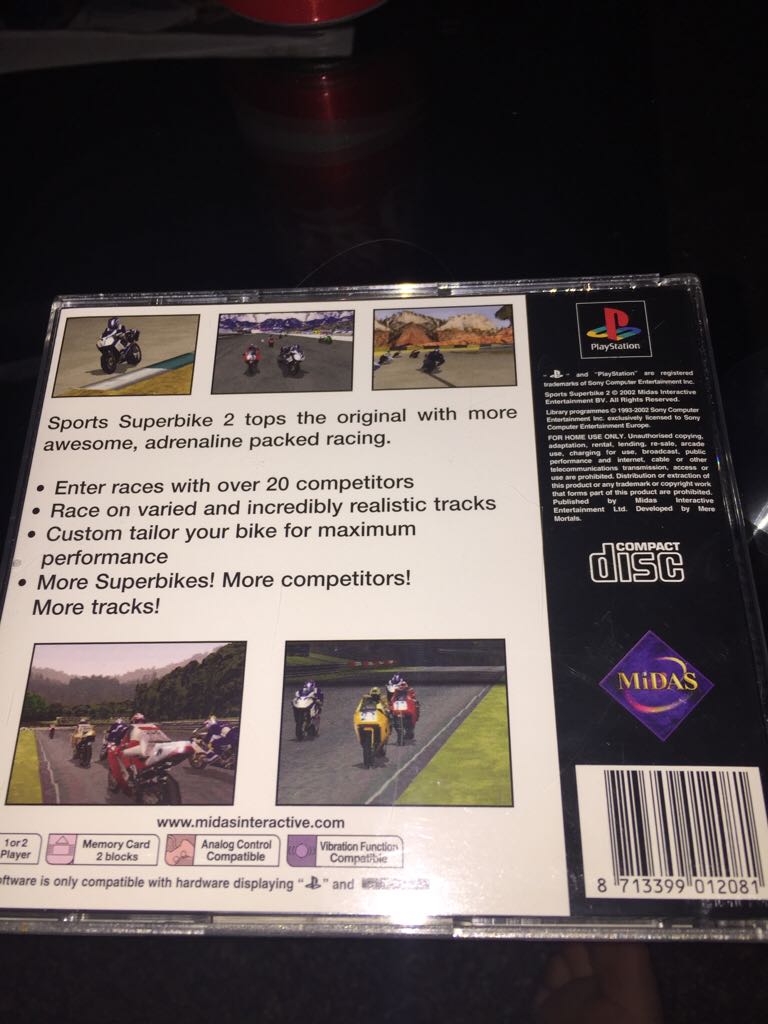 Sports Superbike 2 tops the original with more
awesome, adrenaline packed racing.
• Enter races with over 20 competitors
• Race on varied and incredibly realistic tracks
• Custom tailor your bike for maximum
performance
• More Superbikes! More competitors!
More tracks!
www.midasinteractive.com
1 or 2
Player
Memory Card
2 blocks
Analog Control
Compatible
Vibration Function
Compatible
oftware is only compatible with hardware displaying " " and
PlayStation
" " and "PlayStation" are registered
trademarks of Sony Computer Entertainment Inc.
Sports Superbike 2 © 2002 Midas Interactive
Entertainment BV. All Rights Reserved.
Library programmes © 1993-2002 Sony Computer
Entertainment Inc. exclusively licensed to Sony
Computer Entertainment Europe.
FOR HOME USE ONLY. Unauthorised copying,
adaptation, rental, lending, re-sale, arcade
use, charging for use, broadcast, public
performance and internet, cable or other
telecommunications transmission, access or
use are prohibited. Distribution or extraction of
this product or any trademark or copyright work
that forms part of this product are prohibited.
Published by Midas Interactive
Entertainment Ltd. Developed by Mere
Mortals.
COMPACT
disc
MiDAS
8 713399 012081